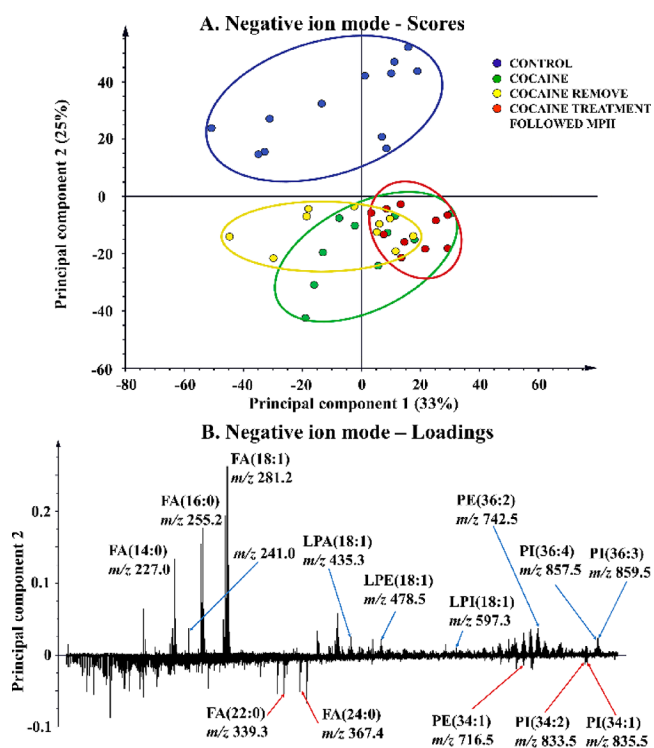 A. Negative ion mode - Scores
CONTROL
COCAINE
COCAINE REMOVE
COCAINE TREATMENT
FOLLOWED MPH
Principal component 2 (25%)
40
20
0
-20
-40
-60
-80
-60
-40
-20
0
20
40
60
Principal component 1 (33%)
B. Negative ion mode – Loadings
Principal component 2
0.2
0.1
0
-0.1
FA(18:1)
m/z 281.2
FA(16:0)
m/z 255.2
FA(14:0)
m/z 227.0
m/z 241.0
LPA(18:1)
m/z 435.3
LPE(18:1)
m/z 478.5
LPI(18:1)
m/z 597.3
PE(36:2)
m/z 742.5
PI(36:4)
m/z 857.5
PI(36:3)
m/z 859.5
FA(22:0)
m/z 339.3
FA(24:0)
m/z 367.4
PE(34:1)
m/z 716.5
PI(34:2)
m/z 833.5
PI(34:1)
m/z 835.5